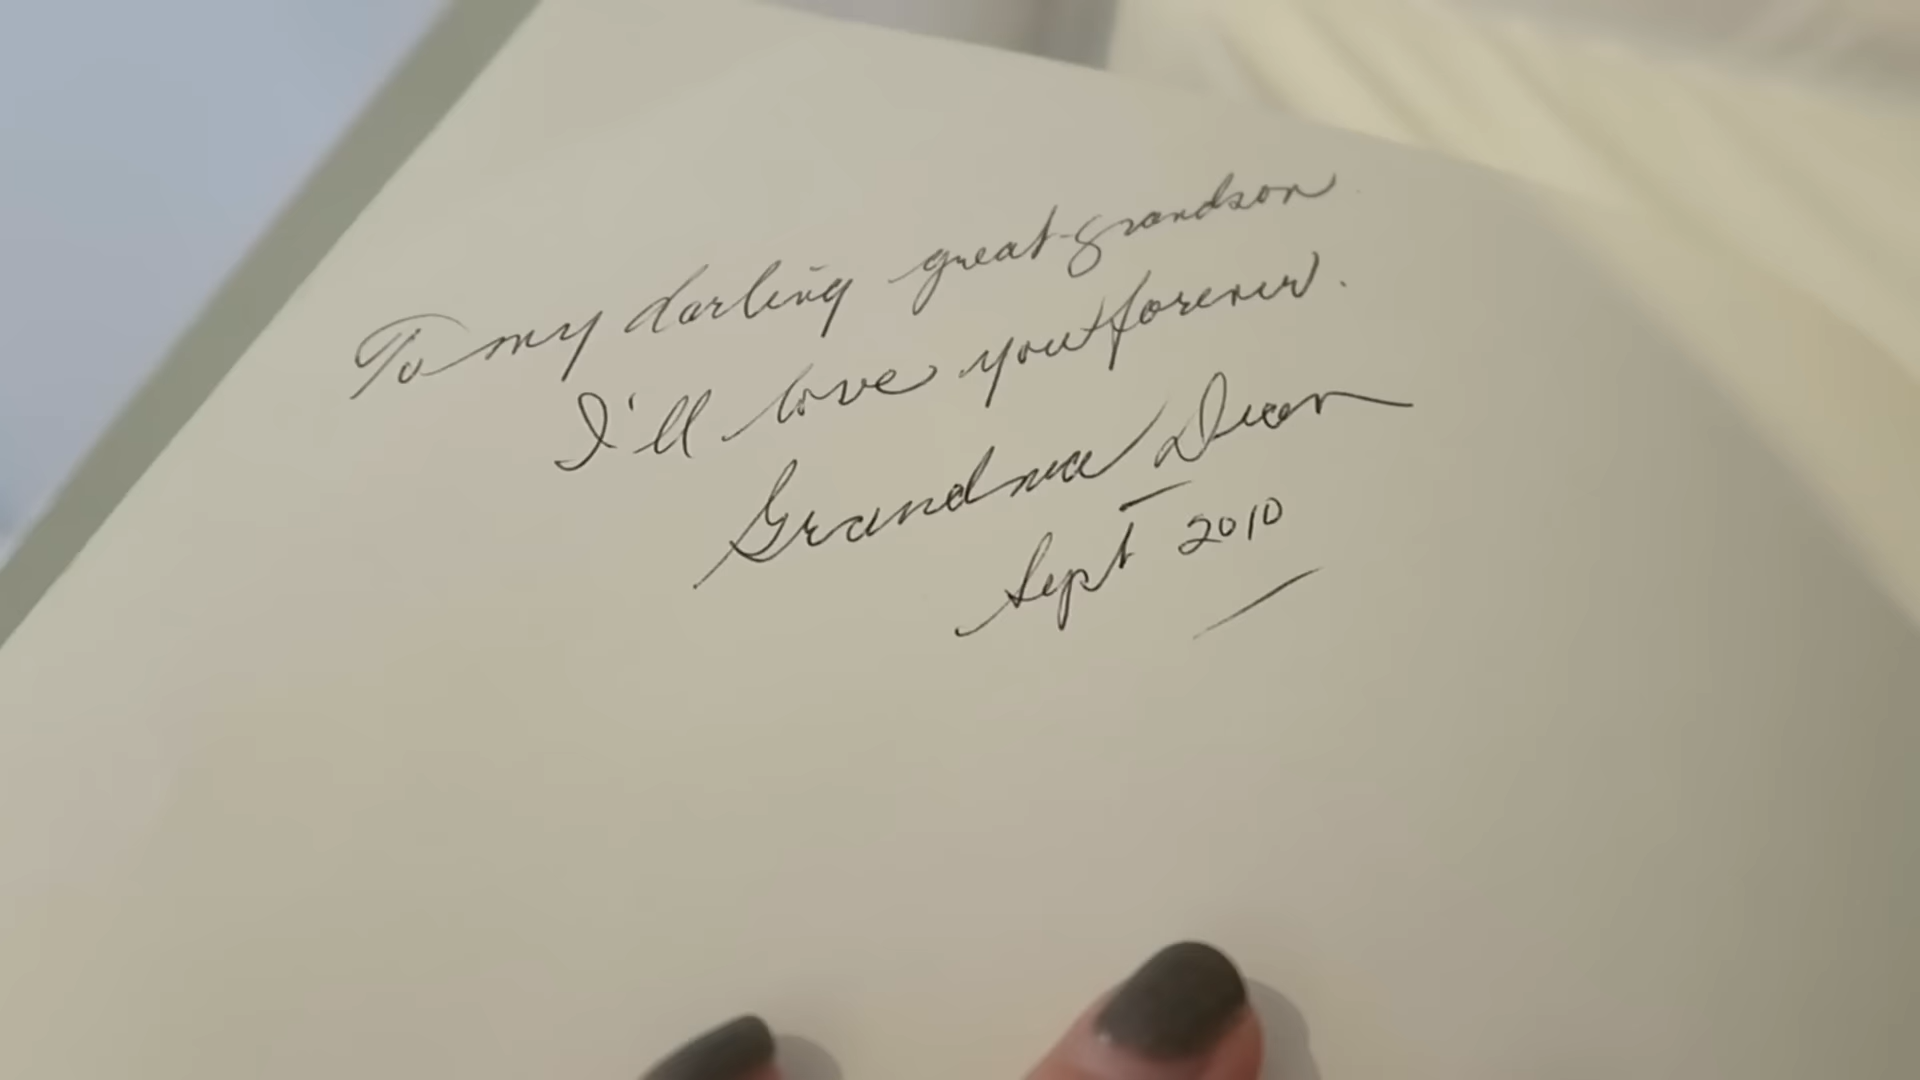 To my darling great-grandson
I'll love you forever.
Grandma
Sept 2010